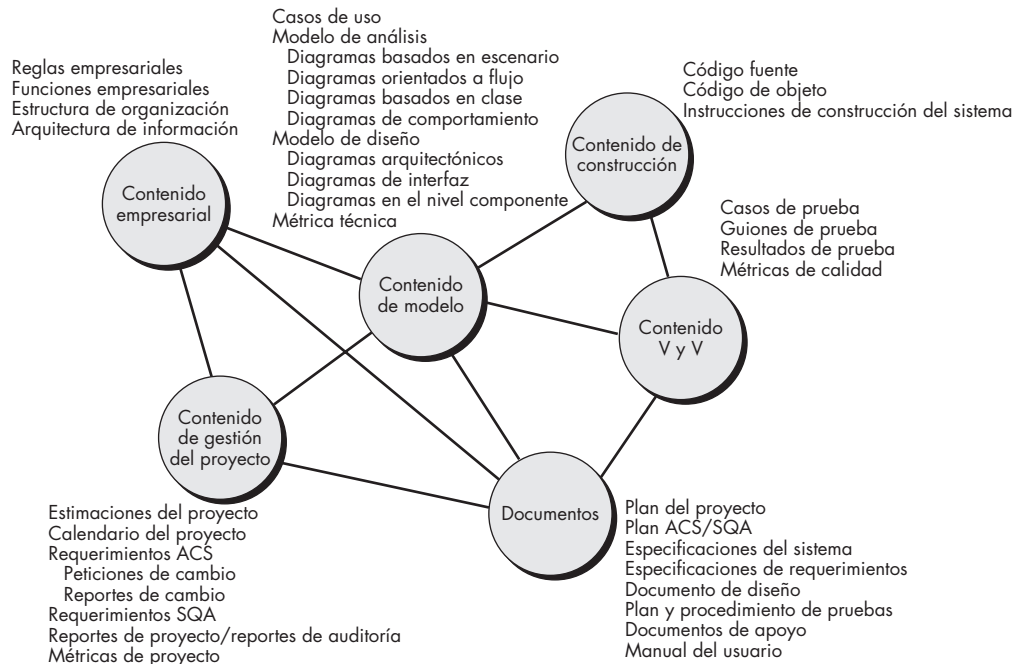 Casos de uso
Modelo de análisis
Diagramas basados en escenario
Diagramas orientados a flujo
Diagramas basados en clase
Diagramas de comportamiento
Modelo de diseño
Diagramas arquitectónicos
Diagramas de interfaz
Diagramas en el nivel componente
Métrica técnica
Reglas empresariales
Funciones empresariales
Estructura de organización
Arquitectura de información
Código fuente
Código de objeto
Instrucciones de construcción del sistema
Contenido
empresarial
Contenido de
construcción
Casos de prueba
Guiones de prueba
Resultados de prueba
Métricas de calidad
Contenido
de modelo
Contenido
V y V
Contenido
de gestión
del proyecto
Documentos
Estimaciones del proyecto
Calendario del proyecto
Requerimientos ACS
Peticiones de cambio
Reportes de cambio
Requerimientos SQA
Reportes de proyecto/reportes de auditoría
Métricas de proyecto
Plan del proyecto
Plan ACS/SQA
Especificaciones del sistema
Especificaciones de requerimientos
Documento de diseño
Plan y procedimiento de pruebas
Documentos de apoyo
Manual del usuario